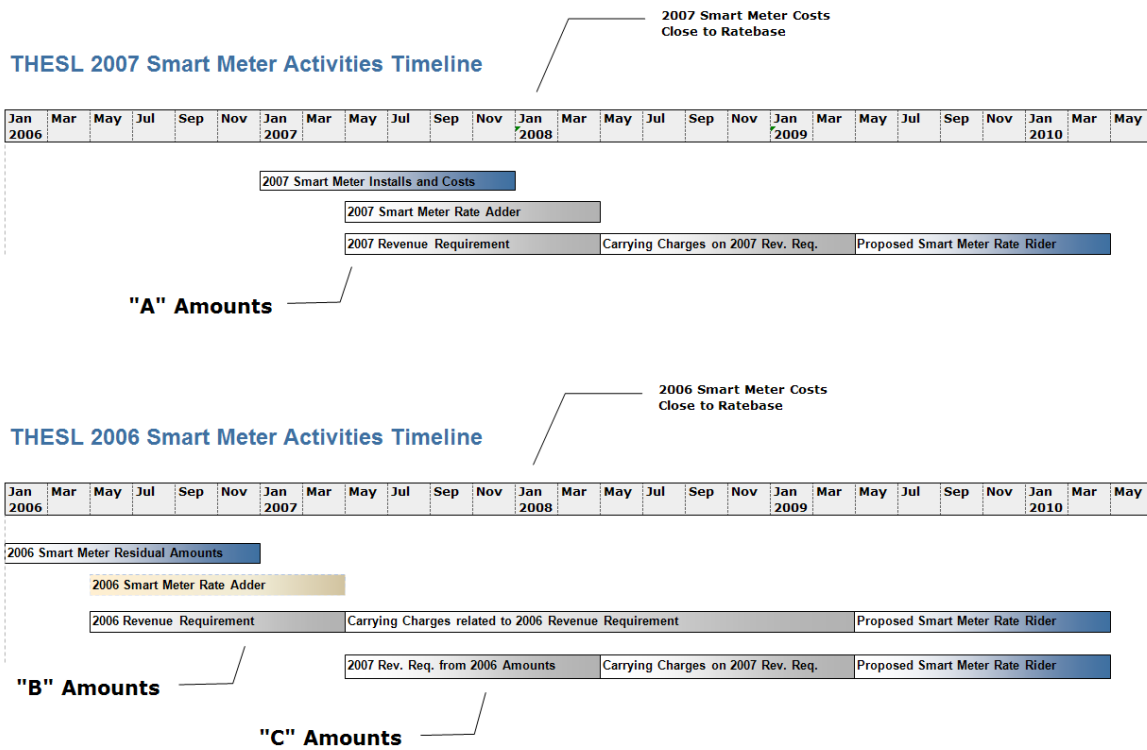 2007 Smart Meter Costs
Close to Ratebase
THESL 2007 Smart Meter Activities Timeline
Jan Mar May Jul Sep Nov Jan Mar May Jul Sep Nov Jan Mar May Jul Sep Nov Jan Mar May Jul Sep Nov Jan Mar May
2006 2007 2008 2009 2010
2007 Smart Meter Installs and Costs
2007 Smart Meter Rate Adder
2007 Revenue Requirement Carrying Charges on 2007 Rev. Req. Proposed Smart Meter Rate Rider
"A" Amounts
2006 Smart Meter Costs
Close to Ratebase
THESL 2006 Smart Meter Activities Timeline
Jan Mar May Jul Sep Nov Jan Mar May Jul Sep Nov Jan Mar May Jul Sep Nov Jan Mar May Jul Sep Nov Jan Mar May
2006 2007 2008 2009 2010
2006 Smart Meter Residual Amounts
2006 Smart Meter Rate Adder
2006 Revenue Requirement Carrying Charges related to 2006 Revenue Requirement Proposed Smart Meter Rate Rider
2007 Rev. Req. from 2006 Amounts Carrying Charges on 2007 Rev. Req. Proposed Smart Meter Rate Rider
"B" Amounts
"C" Amounts